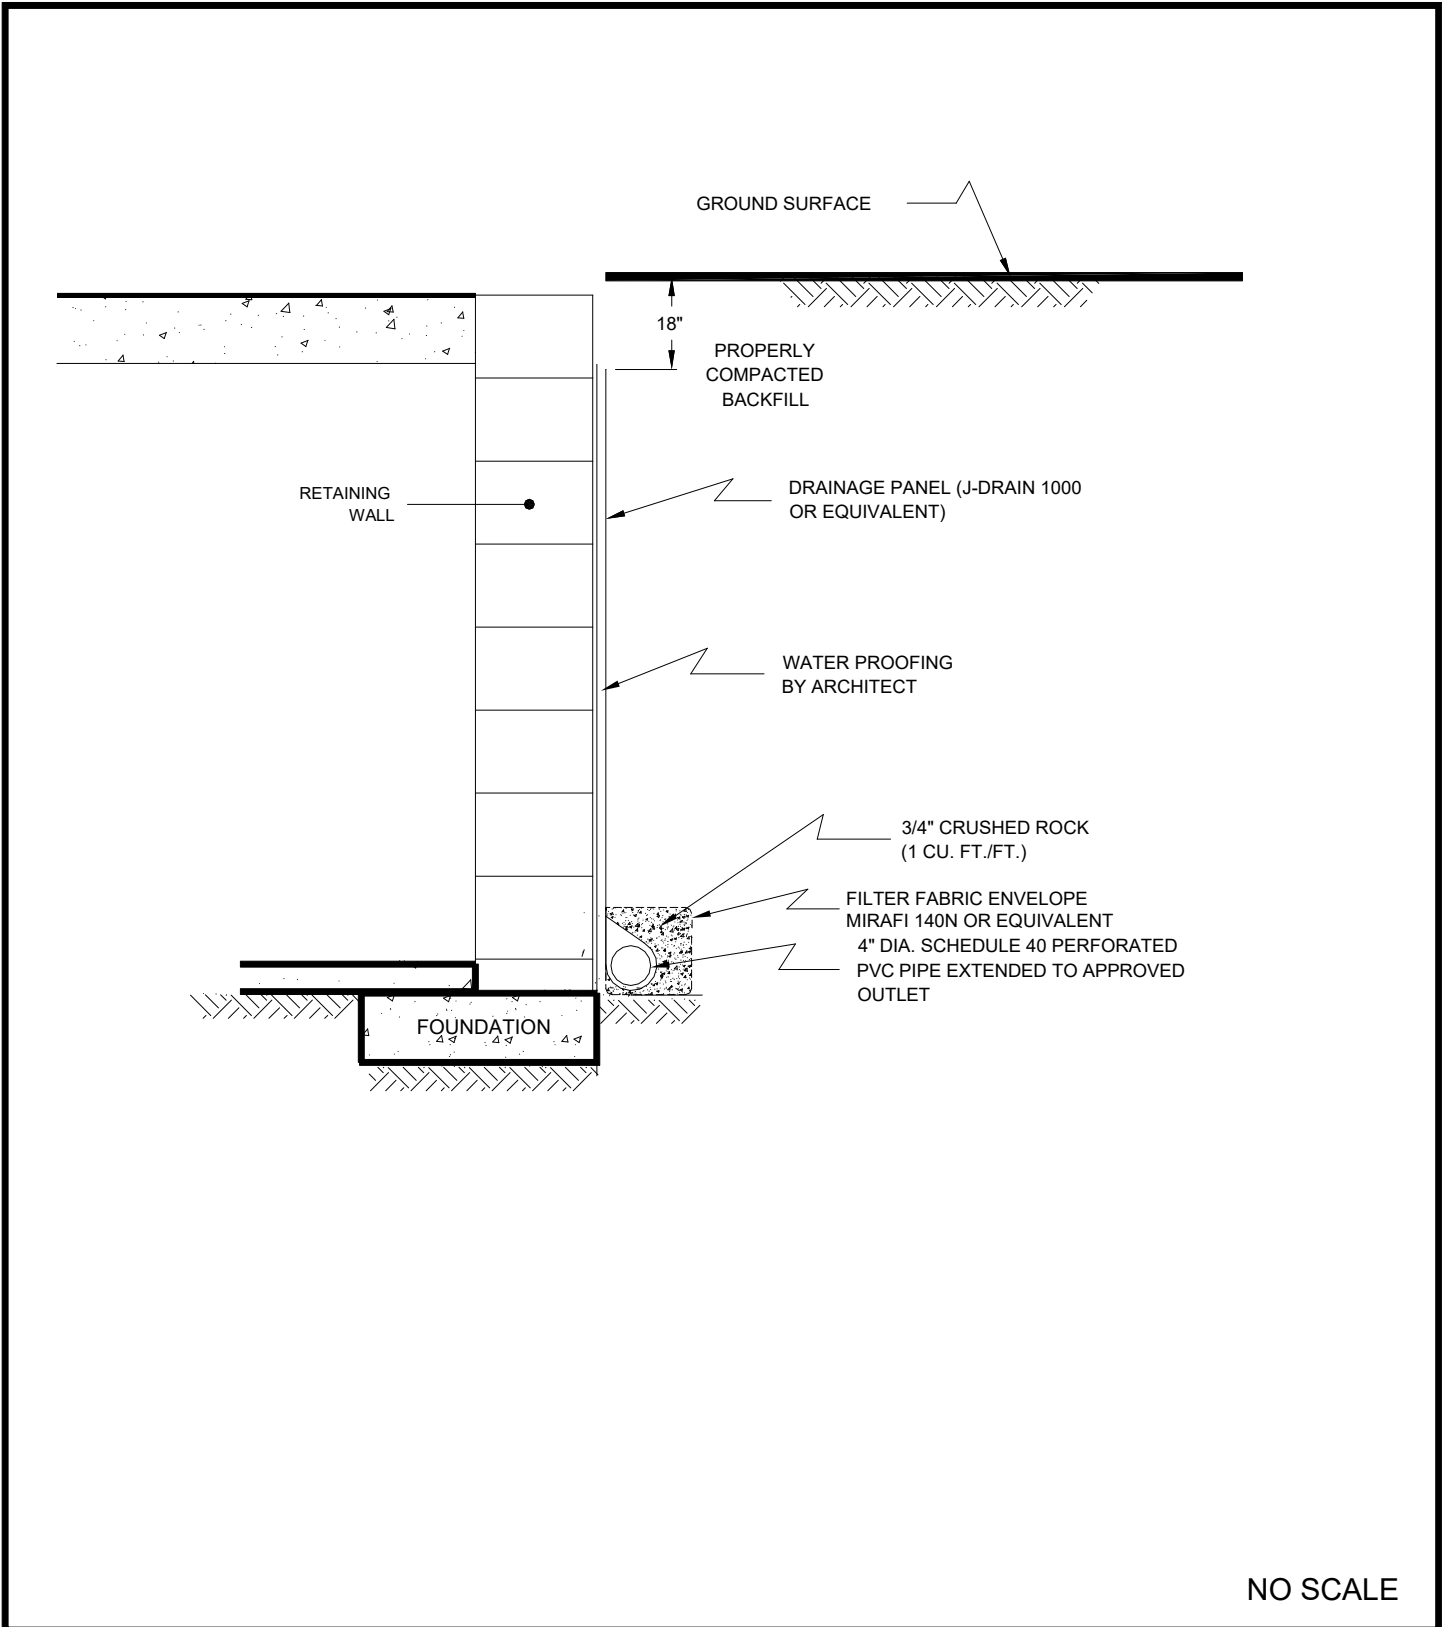 GROUND SURFACE
18"
PROPERLY
COMPACTED
BACKFILL
RETAINING
WALL
DRAINAGE PANEL (J-DRAIN 1000
OR EQUIVALENT)
WATER PROOFING
BY ARCHITECT
3/4" CRUSHED ROCK
(1 CU. FT./FT.)
FILTER FABRIC ENVELOPE
MIRAFI 140N OR EQUIVALENT
4" DIA. SCHEDULE 40 PERFORATED
PVC PIPE EXTENDED TO APPROVED
OUTLET
FOUNDATION
NO SCALE